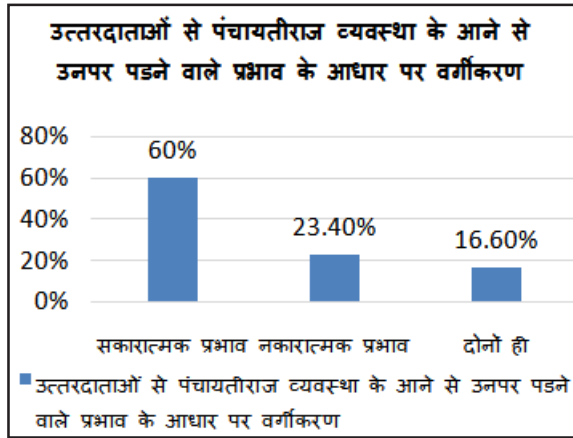 उत्तरदाताओं से पंचायतीराज व्यवस्था के आने से
उनपर पडने वाले प्रभाव के आधार पर वर्गीकरण
80%
60%
60%
23.40%
40%
16.60%
20%
0%
सकारात्मक प्रभाव नकारात्मक प्रभाव दोनों ही
उत्तरदाताओं से पंचायतीराज व्यवस्था के आने से उनपर पडने
वाले प्रभाव के आधार पर वर्गीकरण